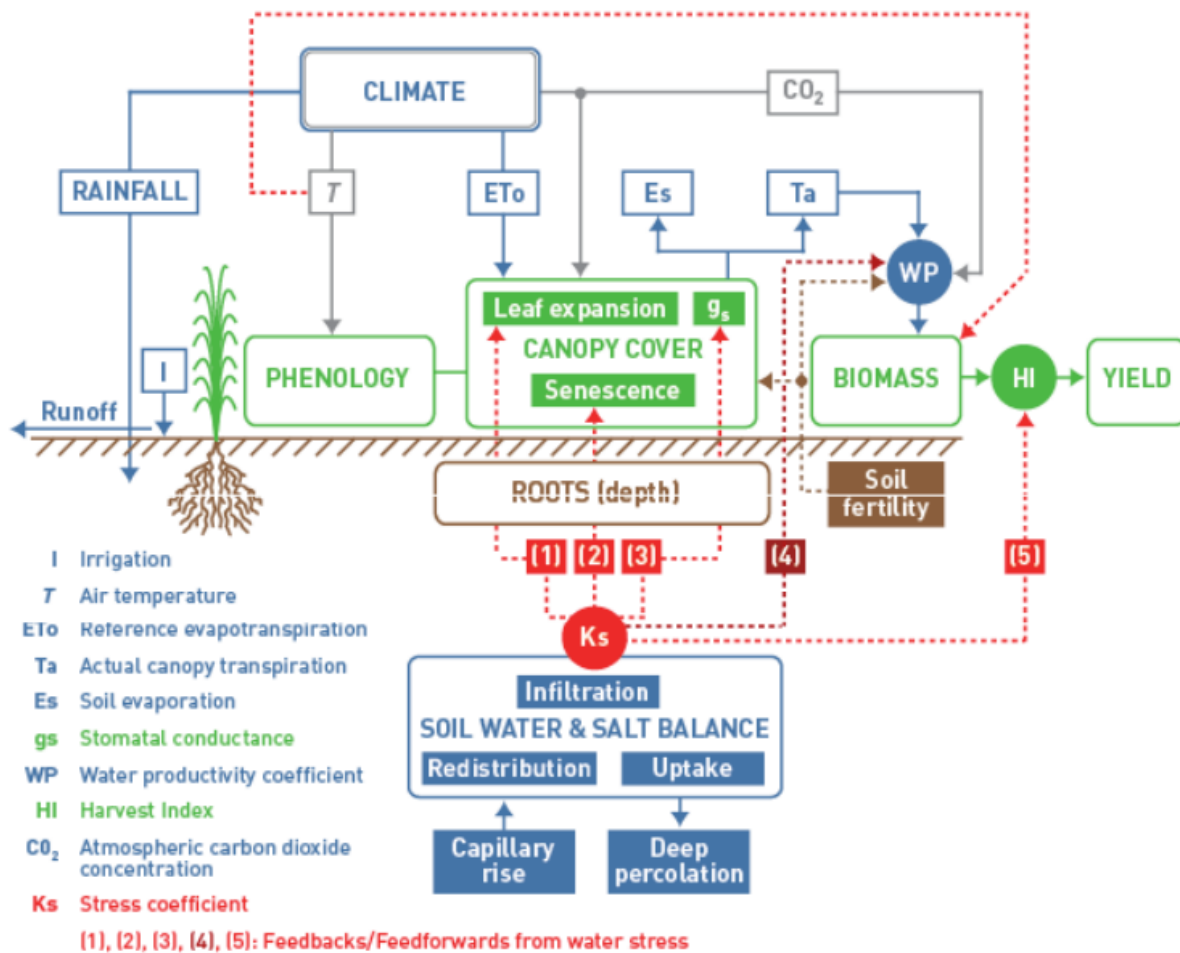 CLIMATE
CO₂
RAINFALL
T
ETo
Es
Ta
WP
Leaf expansion
gs
CANOPY COVER
Senescence
PHENOLOGY
BIOMASS
HI
YIELD
I
Runoff
ROOTS (depth)
Soil
fertility
(1)
(2)
(3)
(4)
(5)
Ks
Infiltration
SOIL WATER & SALT BALANCE
Redistribution
Uptake
Capillary
rise
Deep
percolation
I Irrigation
T Air temperature
ETo Reference evapotranspiration
Ta Actual canopy transpiration
Es Soil evaporation
gs Stomatal conductance
WP Water productivity coefficient
HI Harvest Index
C0₂ Atmospheric carbon dioxide
concentration
Ks Stress coefficient
(1), (2), (3), (4), (5): Feedbacks/Feedforwards from water stress